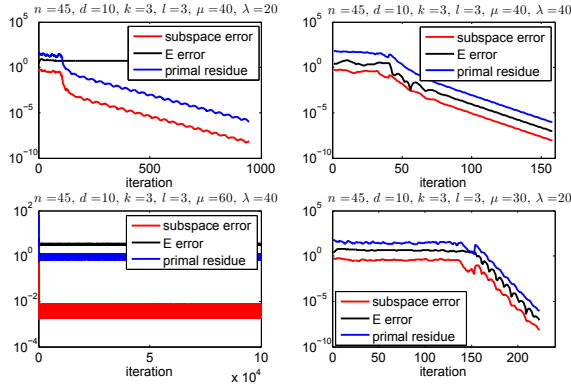 n =45, d =10, k =3, l =3, μ =40, λ =20
10^5
10^0
10^−5
10^−10
0
500
1000
iteration
subspace error
E error
primal residue
n =45, d =10, k =3, l =3, μ =40, λ =40
10^5
10^0
10^−5
10^−10
0
50
100
150
iteration
subspace error
E error
primal residue
n =45, d =10, k =3, l =3, μ =60, λ =40
10^2
10^0
10^−2
10^−4
0
5
10
x 10^4
iteration
subspace error
E error
primal residue
n =45, d =10, k =3, l =3, μ =30, λ =20
10^5
10^0
10^−5
10^−10
0
50
100
150
200
iteration
subspace error
E error
primal residue